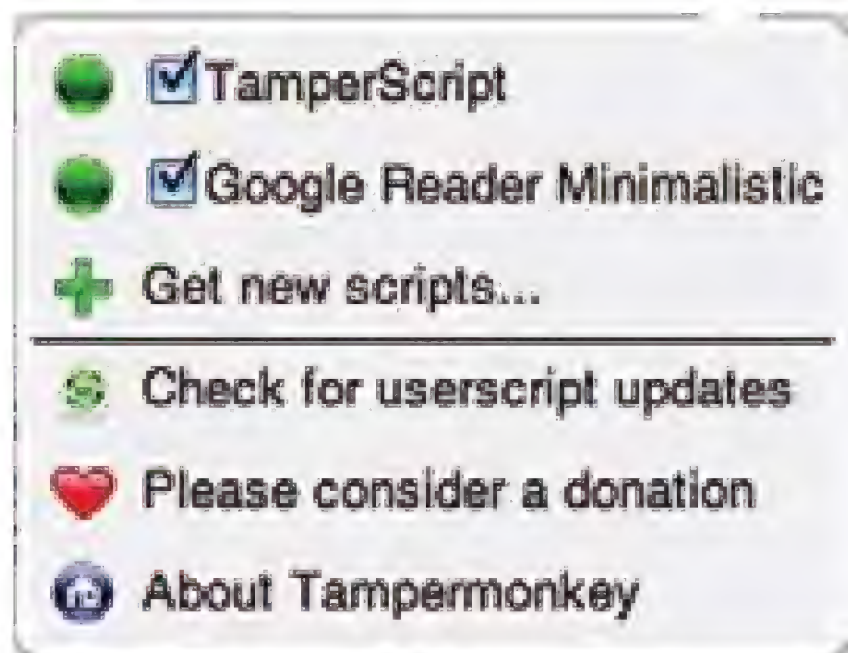 TamperScript
Google Reader Minimalistic
Get new scripts...
Check for userscript updates
Please consider a donation
About Tampermonkey